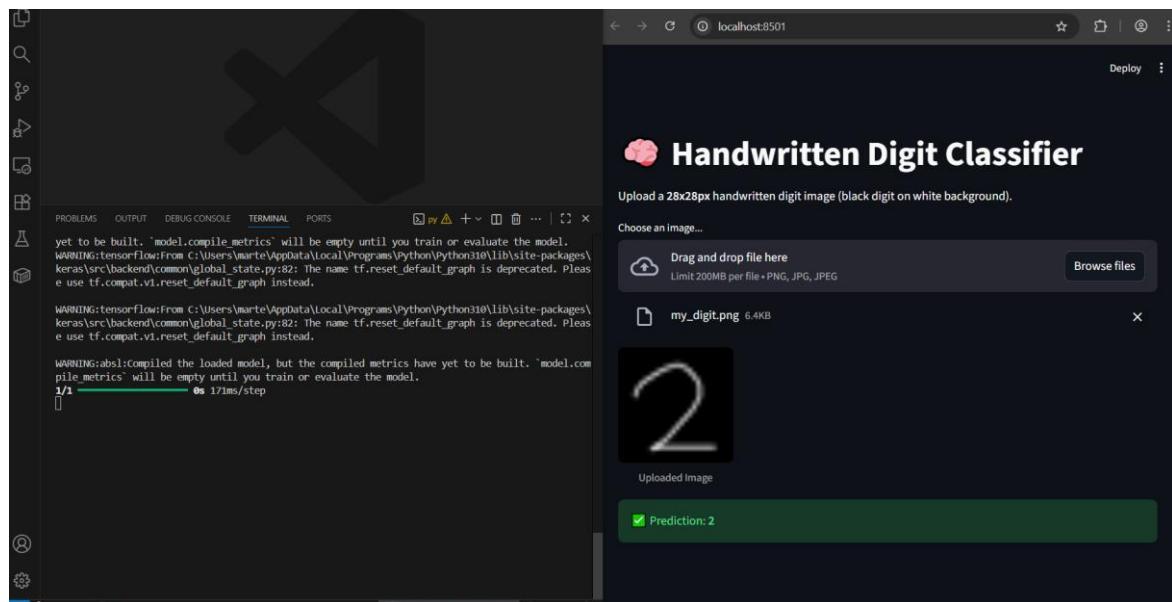 PROBLEMS OUTPUT DEBUG CONSOLE TERMINAL PORTS
py
yet to be built. `model.compile_metrics` will be empty until you train or evaluate the model.
WARNING:tensorflow:From C:\Users\marte\AppData\Local\Programs\Python\Python310\lib\site-packages\
keras\src\backend\common\global_state.py:82: The name tf.reset_default_graph is deprecated. Pleas
e use tf.compat.v1.reset_default_graph instead.
WARNING:tensorflow:From C:\Users\marte\AppData\Local\Programs\Python\Python310\lib\site-packages\
keras\src\backend\common\global_state.py:82: The name tf.reset_default_graph is deprecated. Pleas
e use tf.compat.v1.reset_default_graph instead.
WARNING:absl:Compiled the loaded model, but the compiled metrics have yet to be built. `model.com
pile_metrics` will be empty until you train or evaluate the model.
1/1 0s 171ms/step
localhost:8501
Deploy
Handwritten Digit Classifier
Upload a 28x28px handwritten digit image (black digit on white background).
Choose an image...
Drag and drop file here
Limit 200MB per file • PNG, JPG, JPEG
Browse files
my_digit.png 6.4KB
2
Uploaded Image
✅ Prediction: 2